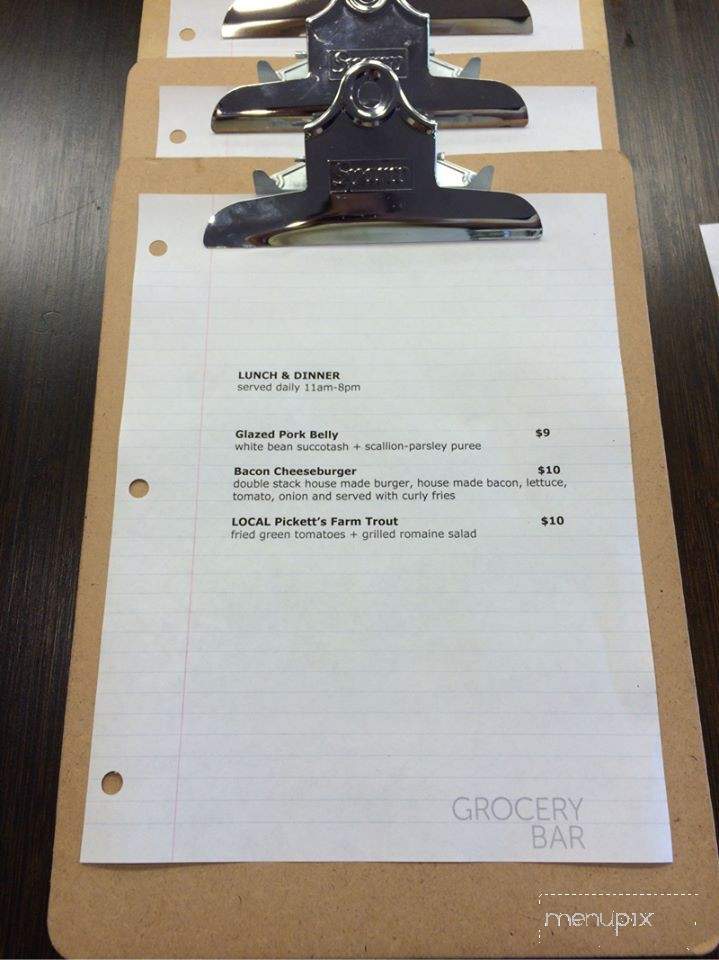 Sparco
Sparco
LUNCH & DINNER
served daily 11am-8pm
Glazed Pork Belly $9
white bean succotash + scallion-parsley puree
Bacon Cheeseburger $10
double stack house made burger, house made bacon, lettuce,
tomato, onion and served with curly fries
LOCAL Pickett's Farm Trout $10
fried green tomatoes + grilled romaine salad
GROCERY
BAR
menupix